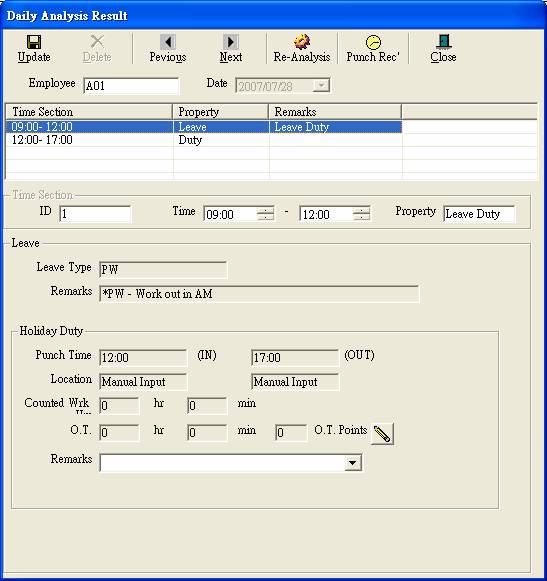 Daily Analysis Result
Update Delete Pevious Next Re-Analysis Punch Rec' Close
Employee A01 Date 2007/07/28
Time Section Property Remarks
09:00- 12:00 Leave Leave Duty
12:00- 17:00 Duty
Time Section
ID 1 Time 09:00 - 12:00 Property Leave Duty
Leave
Leave Type PW
Remarks *PW - Work out in AM
Holiday Duty
Punch Time 12:00 (IN) 17:00 (OUT)
Location Manual Input Manual Input
Counted Wrk 0 hr 0 min
O.T. 0 hr 0 min 0 O.T. Points
Remarks